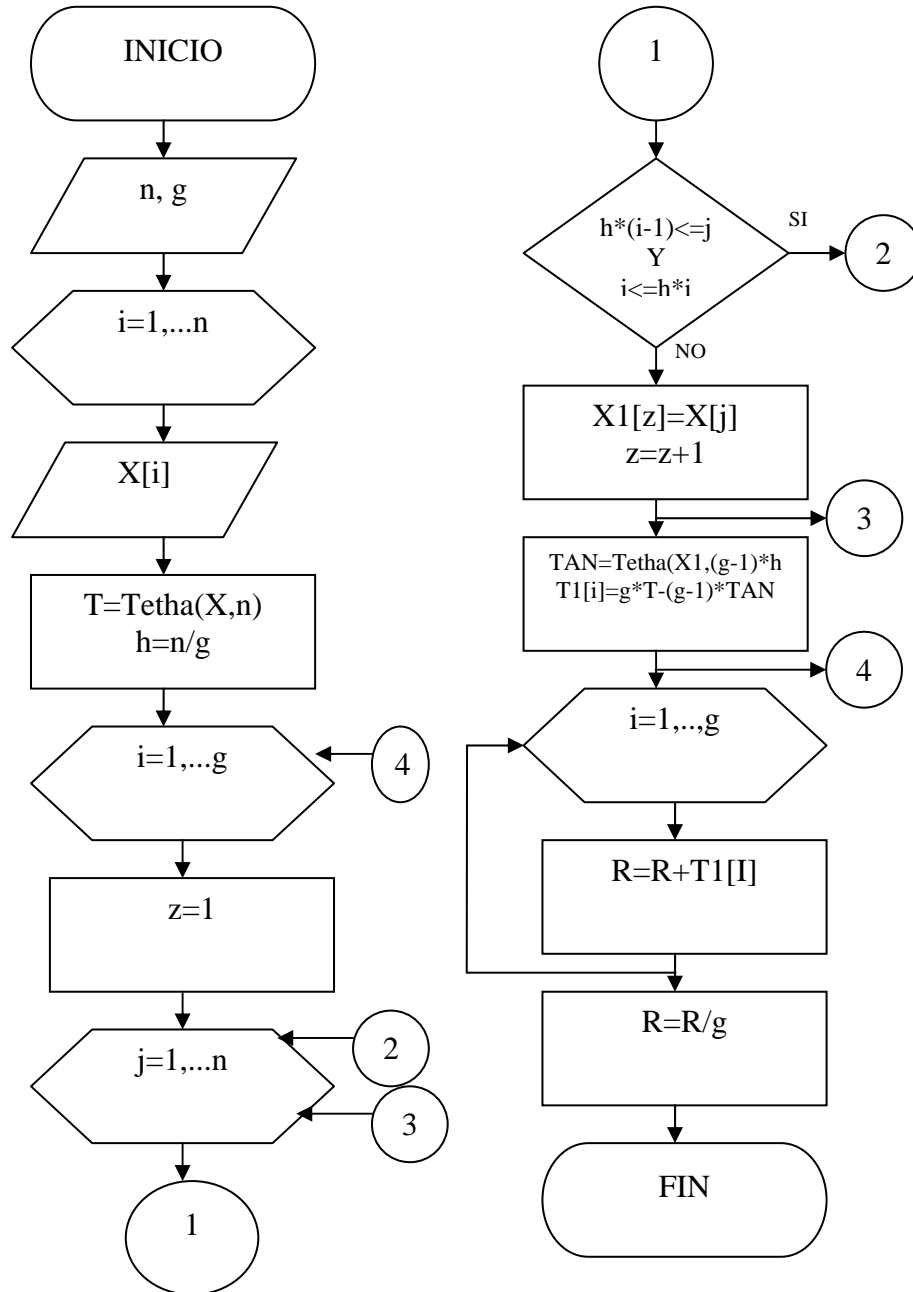 INICIO
n, g
i=1,...n
X[i]
T=Tetha(X,n)
h=n/g
i=1,...g
4
z=1
j=1,...n
2
3
1
1
h*(i-1)<=j
Y
SI
2
NO
X1[z]=X[j]
z=z+1
3
TAN=Tetha(X1,(g-1)*h
T1[i]=g*T-(g-1)*TAN
4
i=1,..,g
R=R+T1[I]
R=R/g
FIN